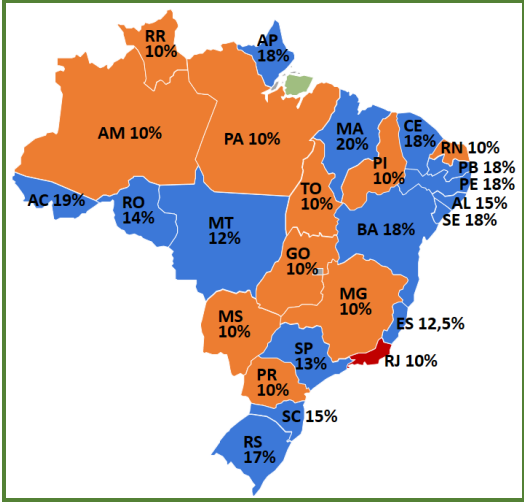 RR
10%
AP
18%
AM 10%
PA 10%
MA
20%
CE
18%
RN 10%
PI
10%
PB 18%
PE 18%
AL 15%
SE 18%
AC 19%
RO
14%
TO
10%
MT
12%
BA 18%
GO
10%
MG
10%
MS
10%
ES 12,5%
SP
13%
RJ 10%
PR
10%
SC 15%
RS
17%